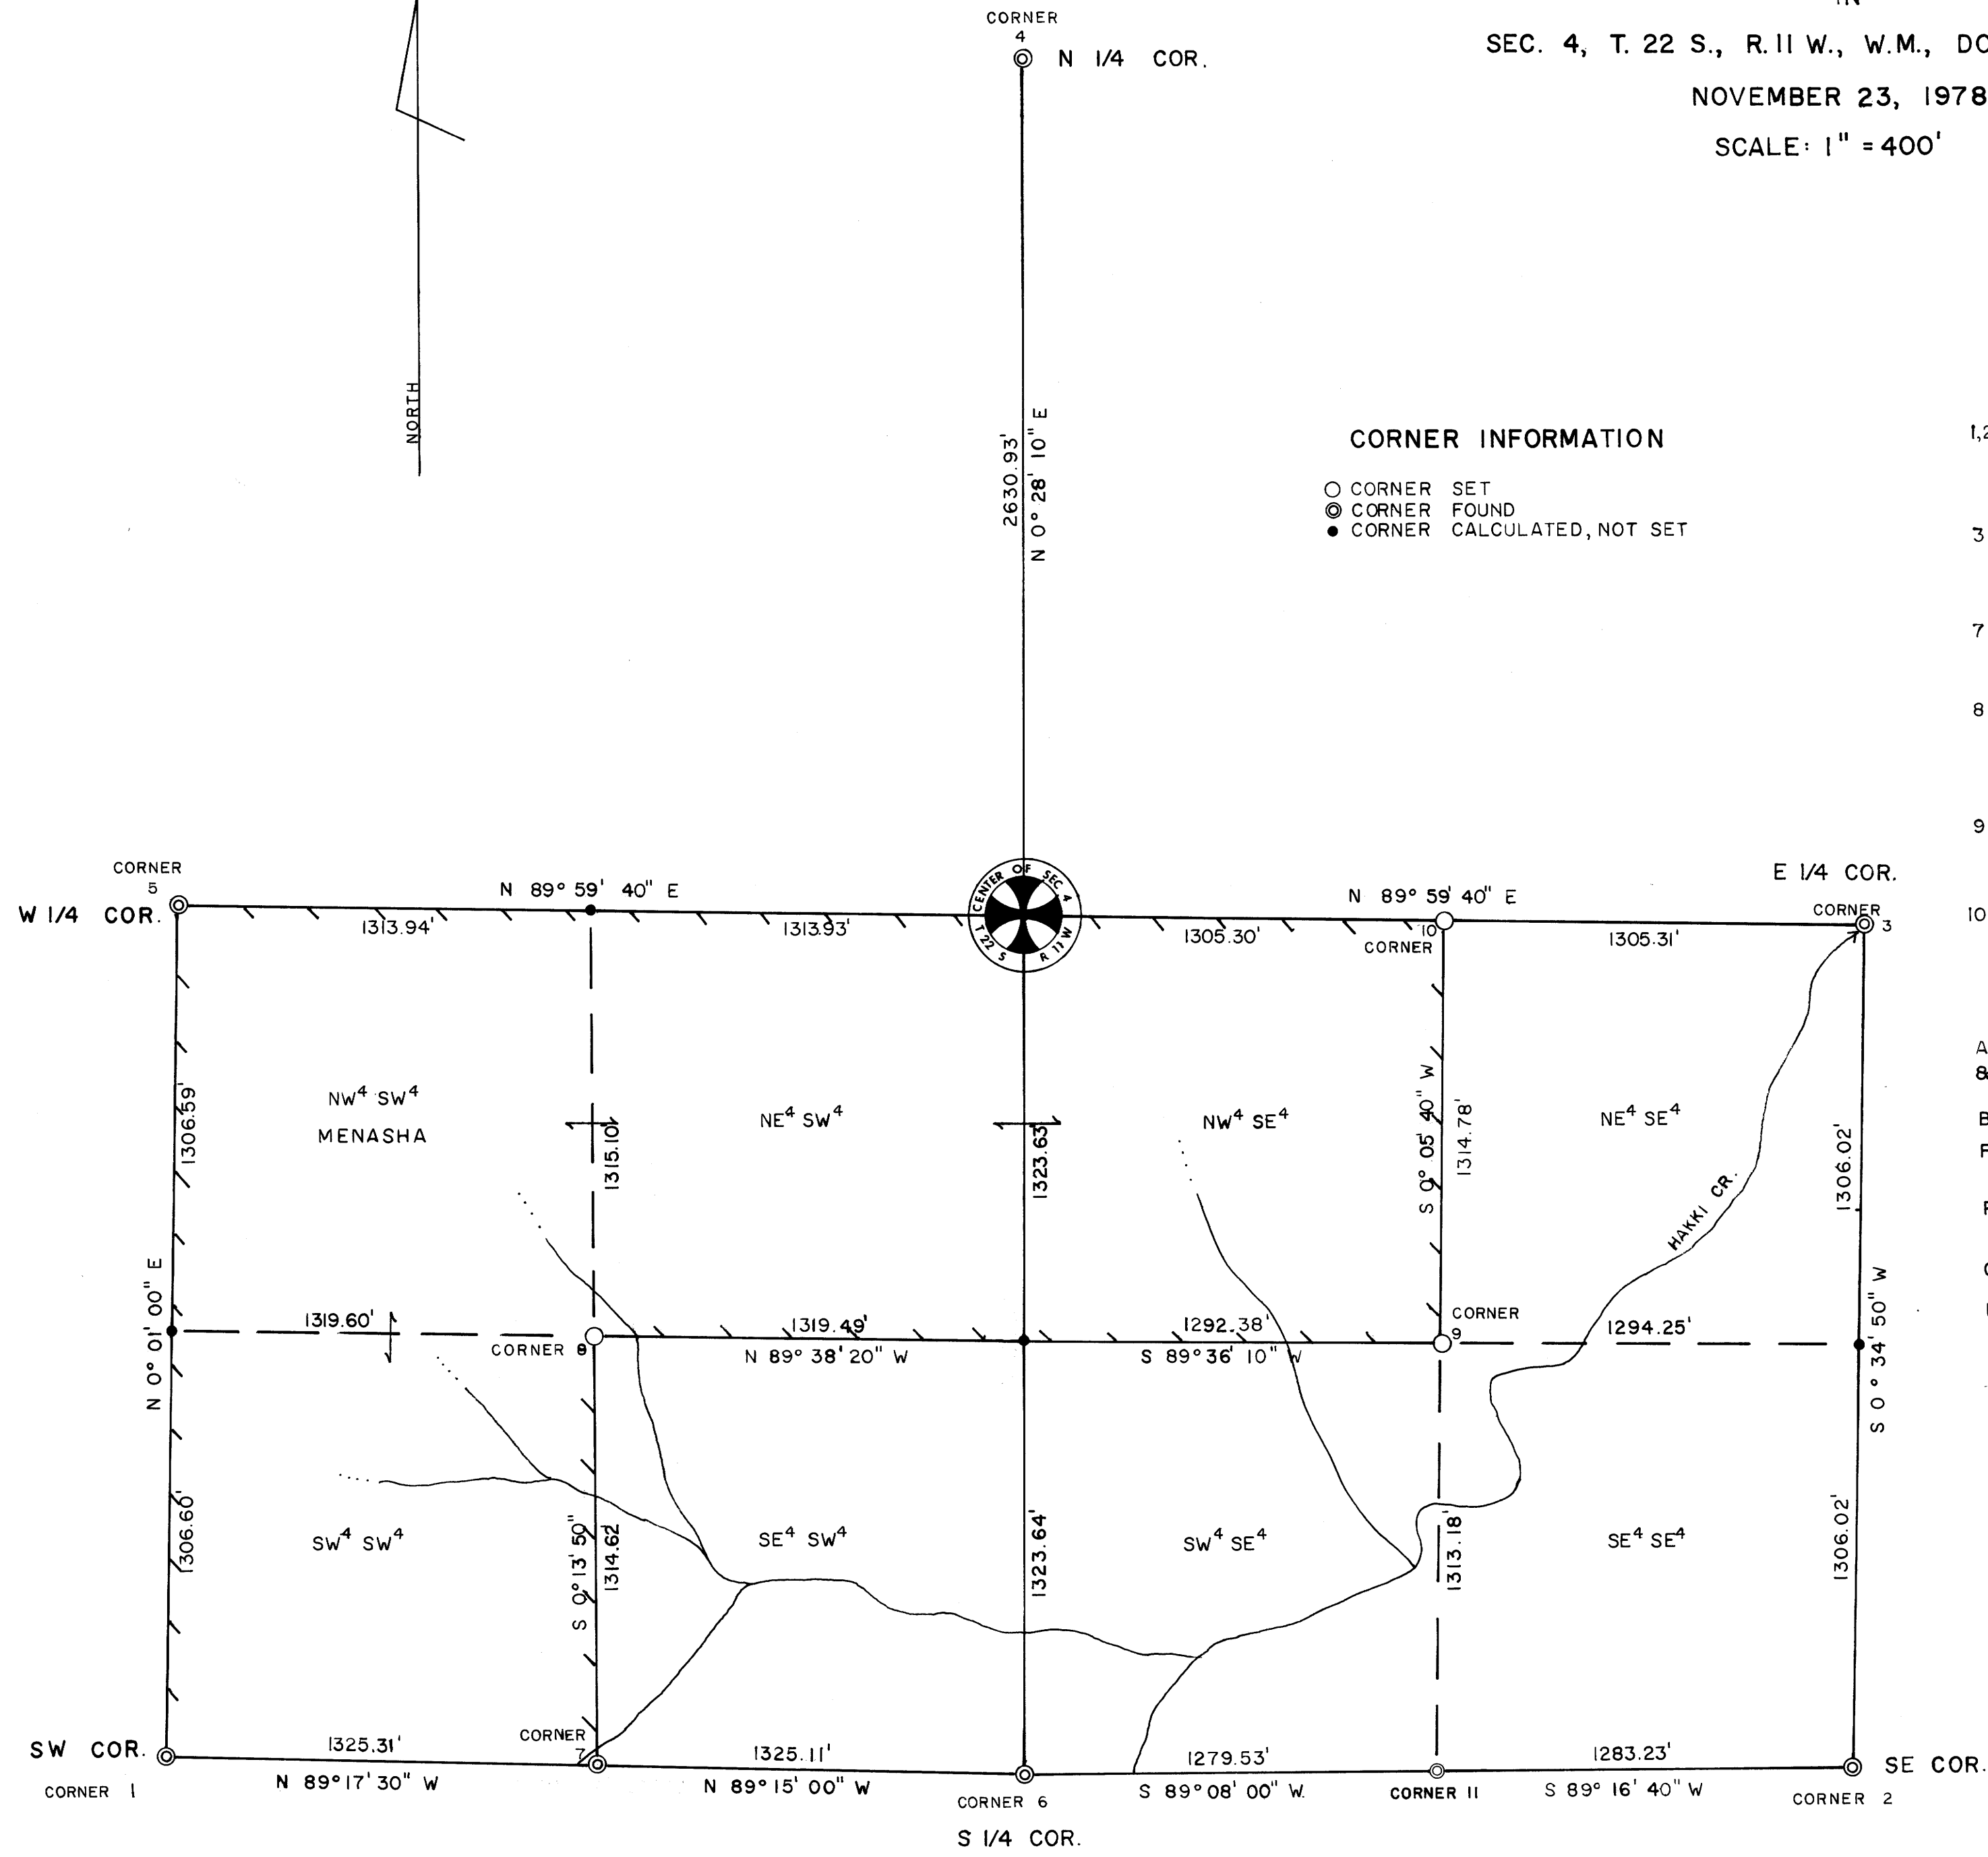 IN
SEC. 4, T. 22 S., R. 11 W., W.M.,
NOVEMBER 23, 1978
SCALE: 1" = 400'
CORNER
4
N 1/4 COR.
NORTH
2630.93'
N 0° 28' 10" E
CORNER INFORMATION
CORNER SET
CORNER FOUND
CORNER CALCULATED, NOT SET
3
7
8
9
10
CORNER
5
W 1/4 COR.
N 89° 59' 40" E
1313.94'
1313.93'
CENTER OF SEC 4
T 22 S R 11 W
N 89° 59' 40" E
1305.30'
10
CORNER
1305.31'
E 1/4 COR.
CORNER
3
1306.59'
NW4 SW4
MENASHA
1315.10'
NE4 SW4
1323.63'
NW4 SE4
S 0° 05' 40" W
1314.78'
NE4 SE4
HAKKI CR.
1306.02'
N 0° 01' 00" E
1319.60'
CORNER 8
1319.49'
N 89° 38' 20" W
1292.38'
S 89° 36' 10" W
CORNER
9
1294.25'
S 0° 34' 50" W
1306.60'
SW4 SW4
S 0° 13' 50"
1314.62'
SE4 SW4
1323.64'
SW4 SE4
1313.18'
SE4 SE4
1306.02'
SW COR.
CORNER 1
1325.31'
N 89° 17' 30" W
CORNER
7
1325.11'
N 89° 15' 00" W
CORNER 6
S 1/4 COR.
1279.53'
S 89° 08' 00" W.
CORNER 11
1283.23'
S 89° 16' 40" W
SE COR.
CORNER 2